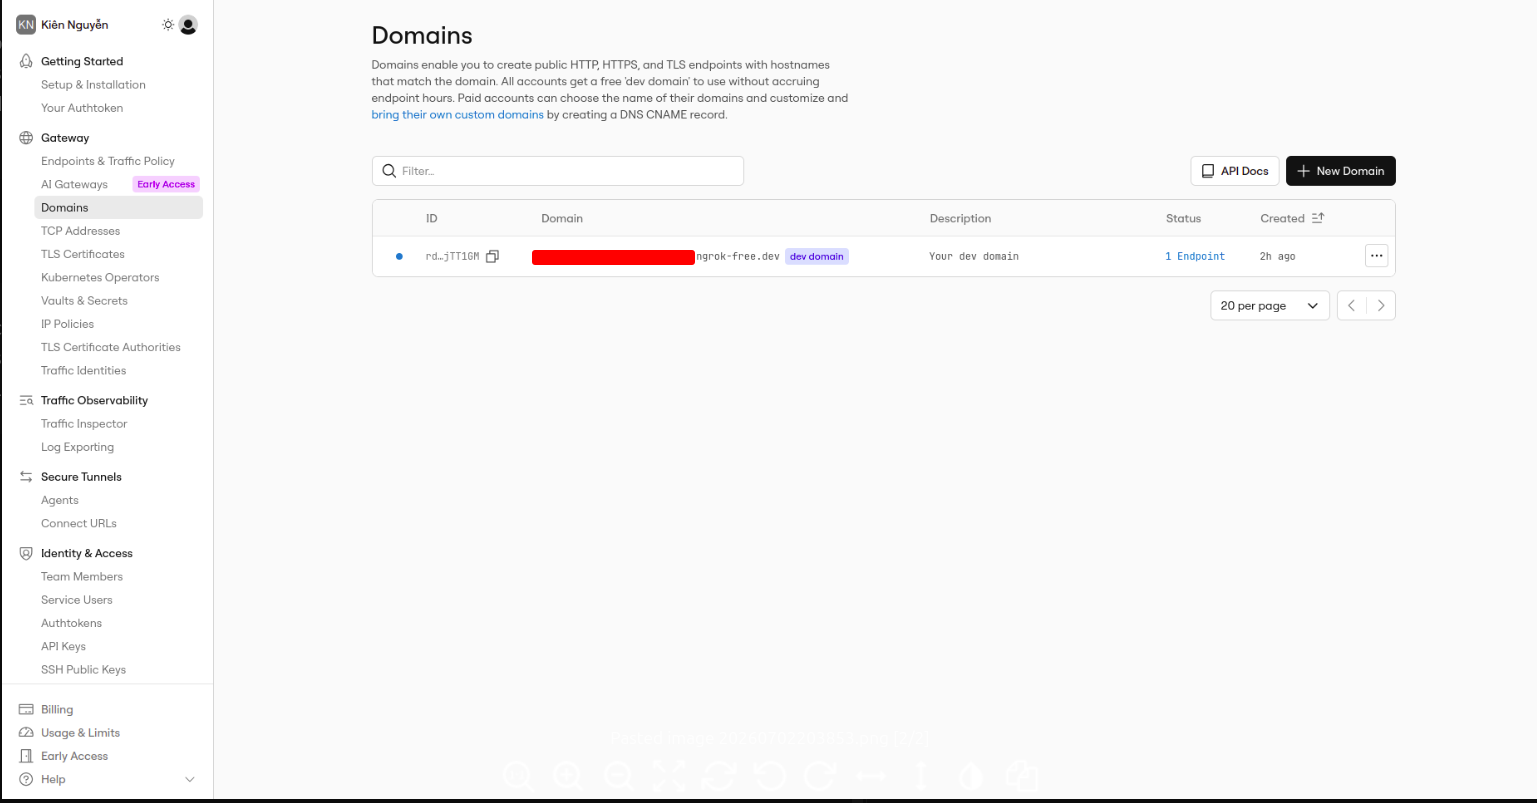 KN Kiên Nguyễn
Getting Started
Setup & Installation
Your Authtoken
Gateway
Endpoints & Traffic Policy
AI Gateways Early Access
Domains
TCP Addresses
TLS Certificates
Kubernetes Operators
Vaults & Secrets
IP Policies
TLS Certificate Authorities
Traffic Identities
Traffic Observability
Traffic Inspector
Log Exporting
Secure Tunnels
Agents
Connect URLs
Identity & Access
Team Members
Service Users
Authtokens
API Keys
SSH Public Keys
Billing
Usage & Limits
Early Access
Help
Domains
Domains enable you to create public HTTP, HTTPS, and TLS endpoints with hostnames
that match the domain. All accounts get a free 'dev domain' to use without accruing
endpoint hours. Paid accounts can choose the name of their domains and customize and
bring their own custom domains by creating a DNS CNAME record.
Filter...
API Docs
New Domain
ID Domain Description Status Created
rd…jTT1GM ngrok-free.dev dev domain Your dev domain 1 Endpoint 2h ago
20 per page